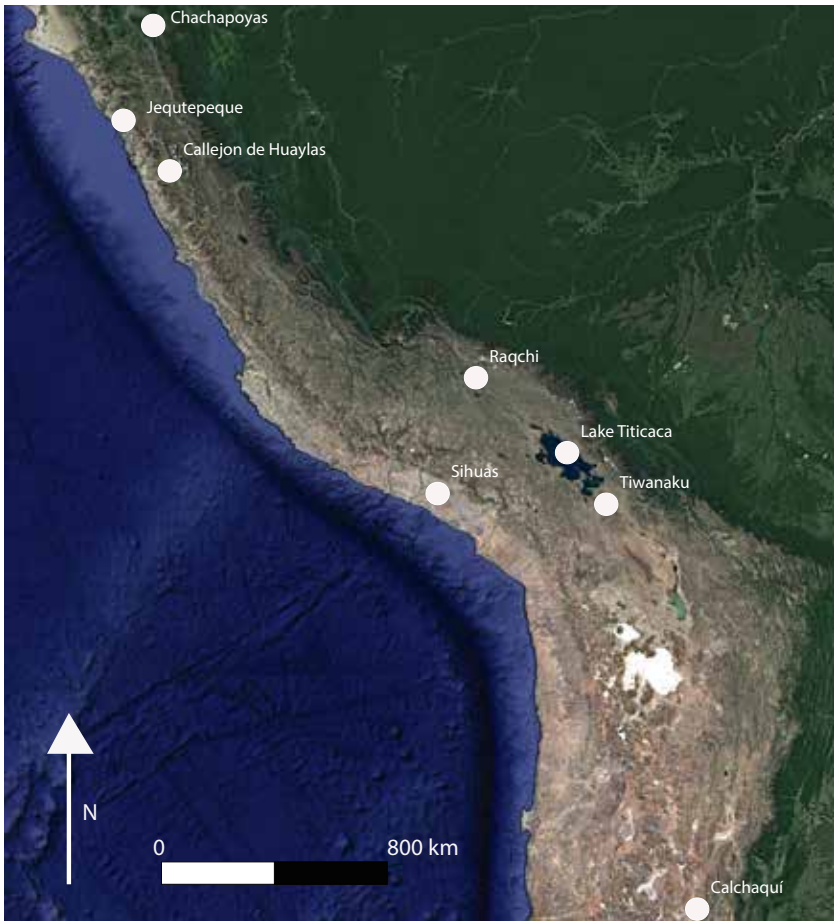 Chachapoyas
Jequtepeque
Callejon de Huaylas
Raqchi
Lake Titicaca
Sihuas
Tiwanaku
N
0
800 km
Calchaquí